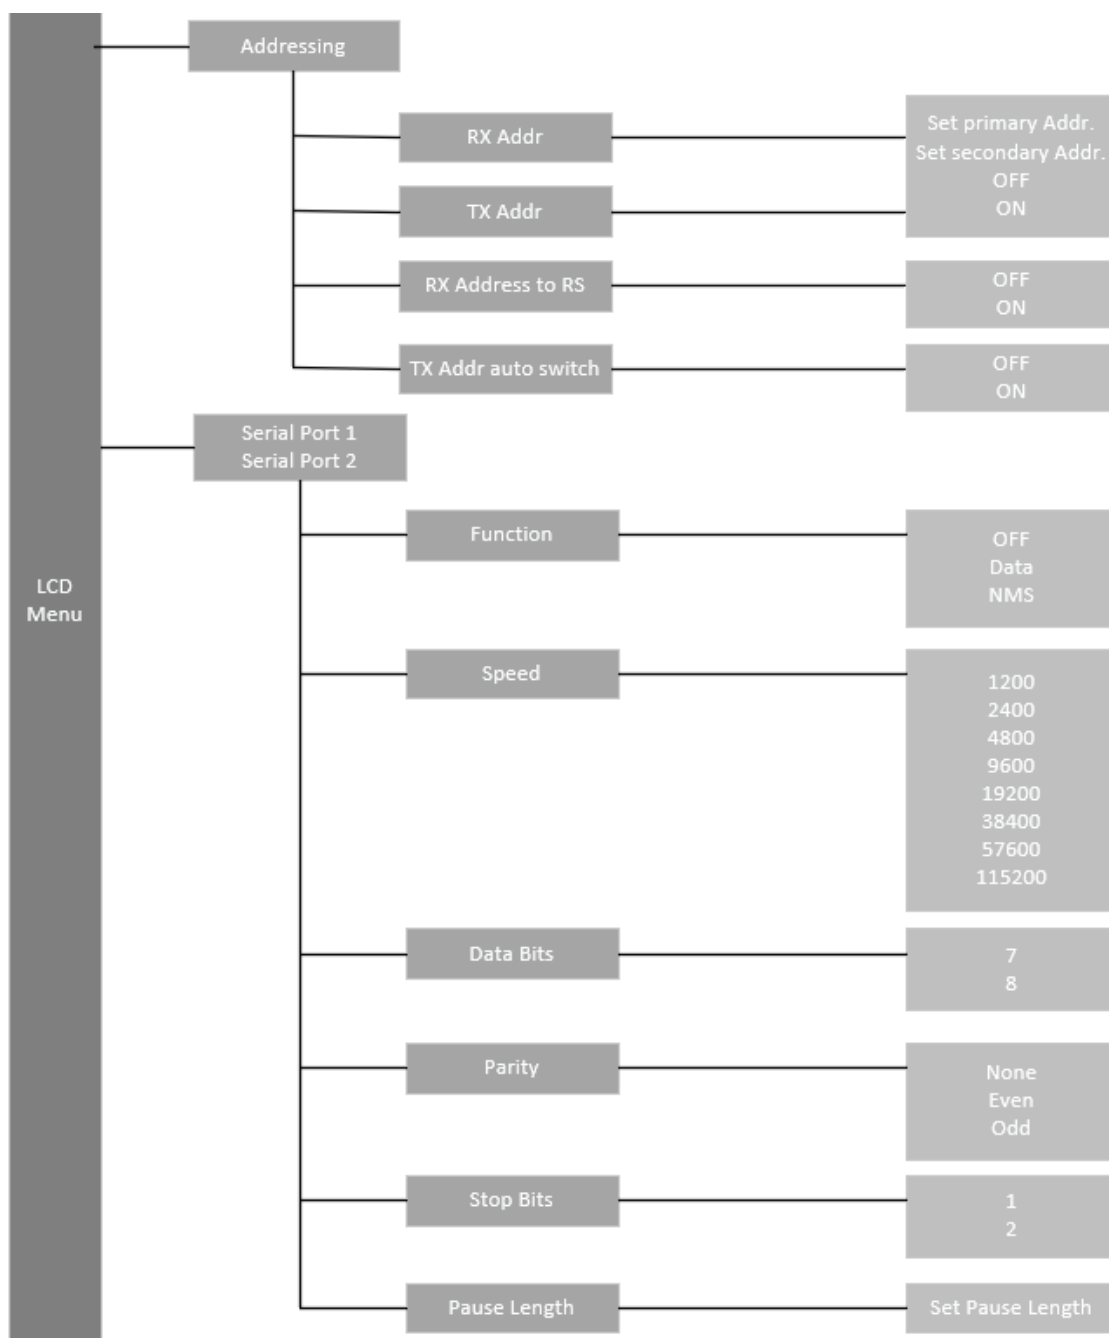 LCD
Menu
Addressing
RX Addr
Set primary Addr.
Set secondary Addr.
OFF
ON
TX Addr
RX Address to RS
OFF
ON
TX Addr auto switch
OFF
ON
Serial Port 1
Serial Port 2
Function
OFF
Data
NMS
Speed
1200
2400
4800
9600
19200
38400
57600
115200
Data Bits
7
8
Parity
None
Even
Odd
Stop Bits
1
2
Pause Length
Set Pause Length